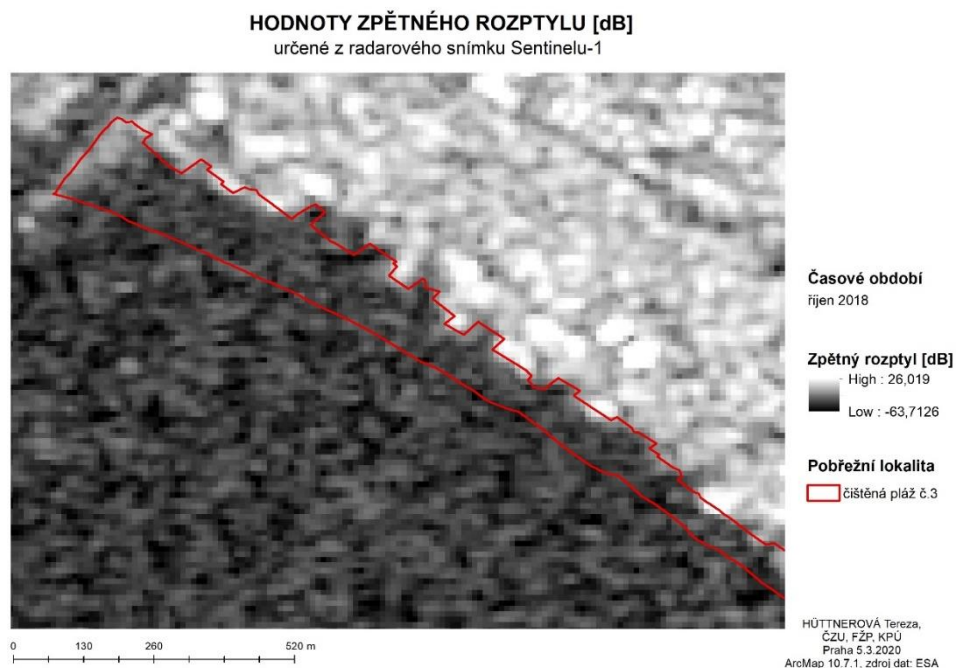 HODNOTY ZPĚTNÉHO ROZPTYLU [dB]
určené z radarového snímku Sentinelu-1
Časové období
říjen 2018
Zpětný rozptyl [dB]
High : 26,019
Low : -63,7126
Pobřežní lokalita
čištěná pláž č.3
0 130 260 520 m
HÜTTNEROVÁ Tereza,
ČZU, FŽP, KPÚ
Praha 5.3.2020
ArcMap 10.7.1, zdroj dat: ESA